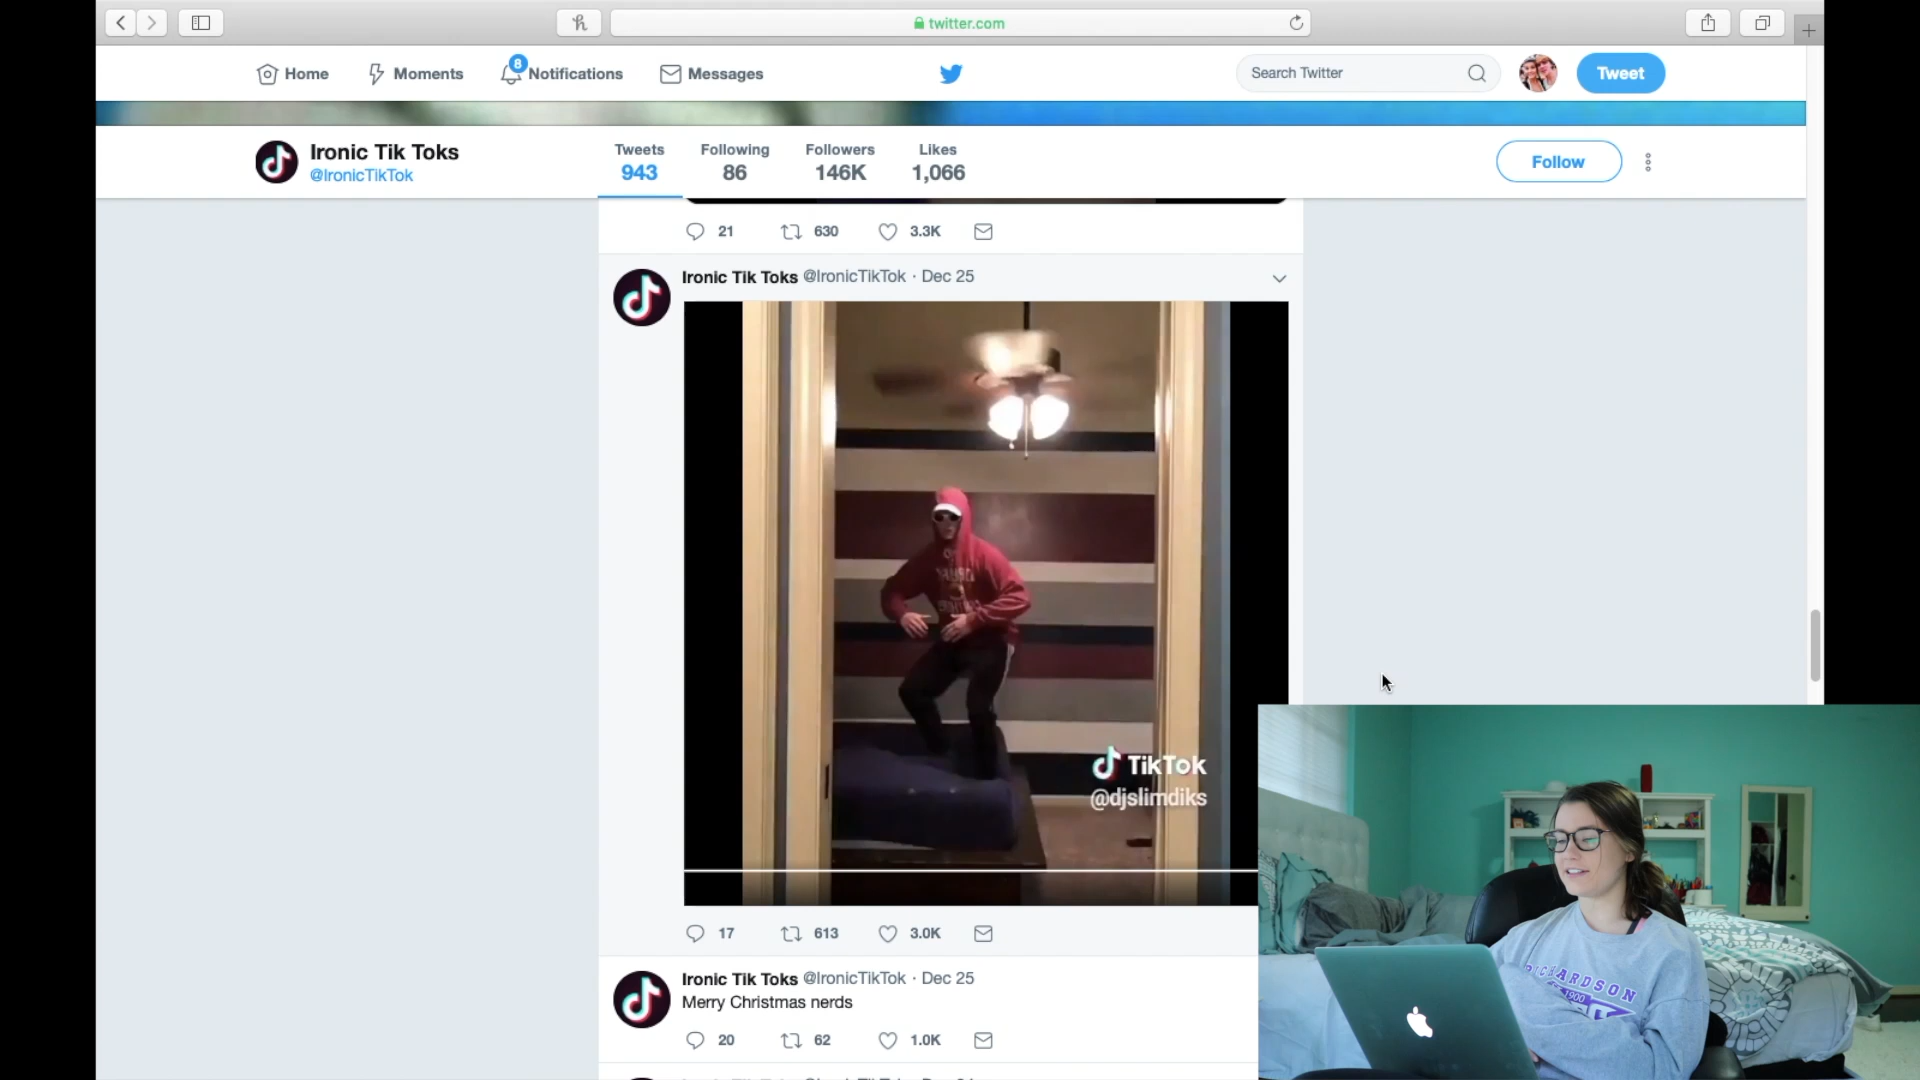 twitter.com
Home
Moments
8
Notifications
Messages
Search Twitter
Tweet
Ironic Tik Toks
@IronicTikTok
Tweets
943
Following
86
Followers
146K
Likes
1,066
Follow
21
630
3.3K
Ironic Tik Toks @IronicTikTok · Dec 25
TikTok
@djslimdiks
17
613
3.0K
Ironic Tik Toks @IronicTikTok · Dec 25
Merry Christmas nerds
20
62
1.0K
RICHARDSON
1900